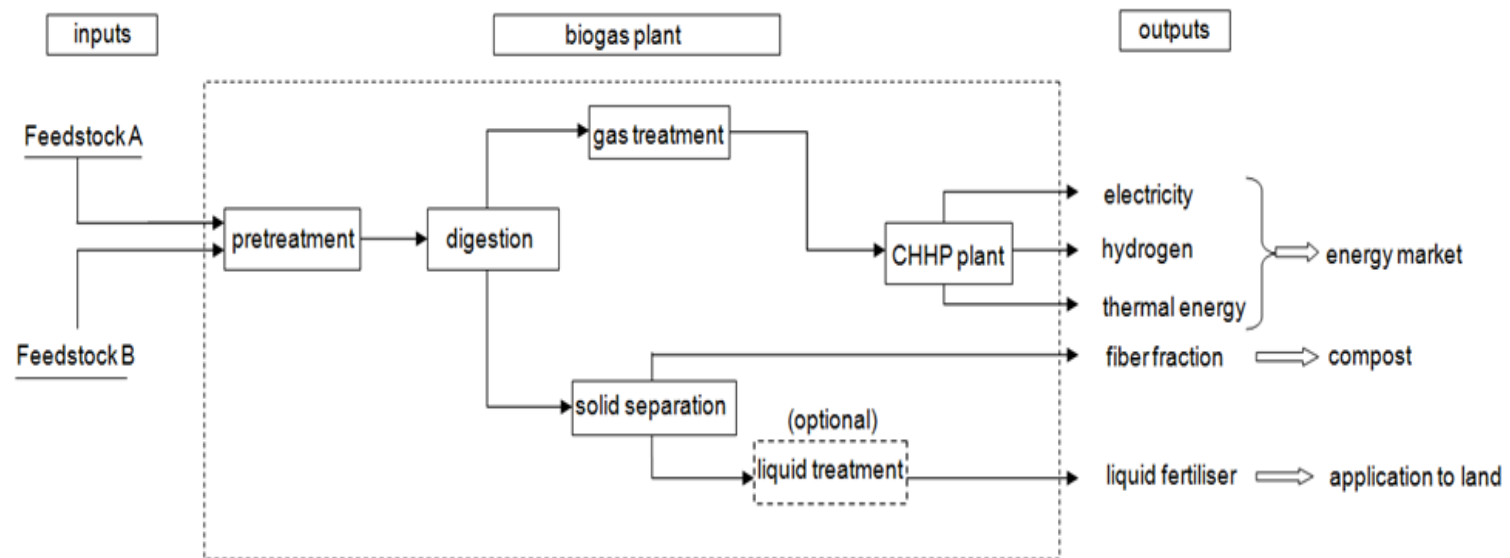 inputs
biogas plant
outputs
Feedstock A
gas treatment
electricity
pretreatment
digestion
CHHP plant
hydrogen
energy market
thermal energy
Feedstock B
fiber fraction
compost
solid separation
(optional)
liquid treatment
liquid fertiliser
application to land